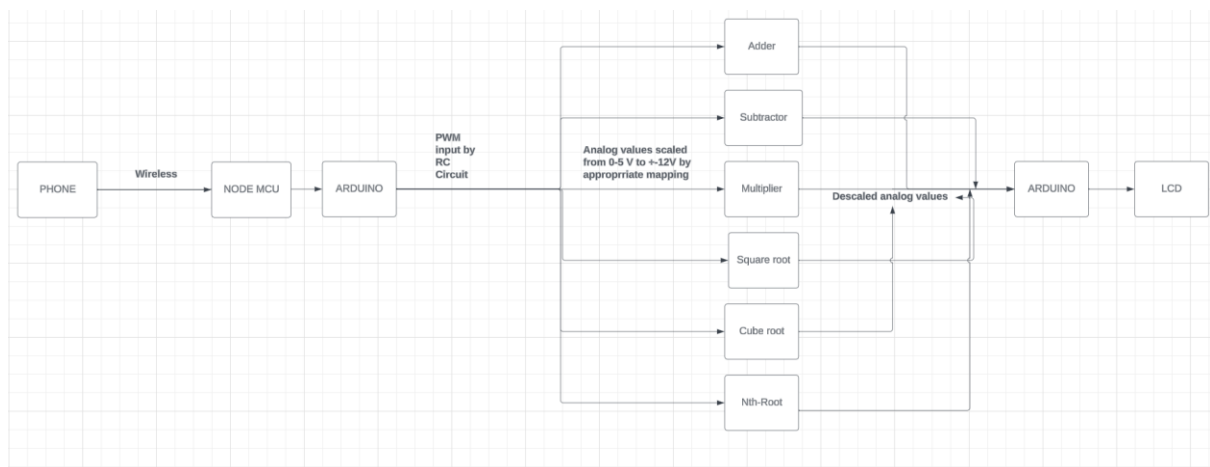 Adder
Subtractor
PWM
input by
RC
Circuit
Analog values scaled
from 0-5 V to +-12V by
approprriate mapping
PHONE
Wireless
NODE MCU
ARDUINO
Multiplier
Descaled analog values
ARDUINO
LCD
Square root
Cube root
Nth-Root